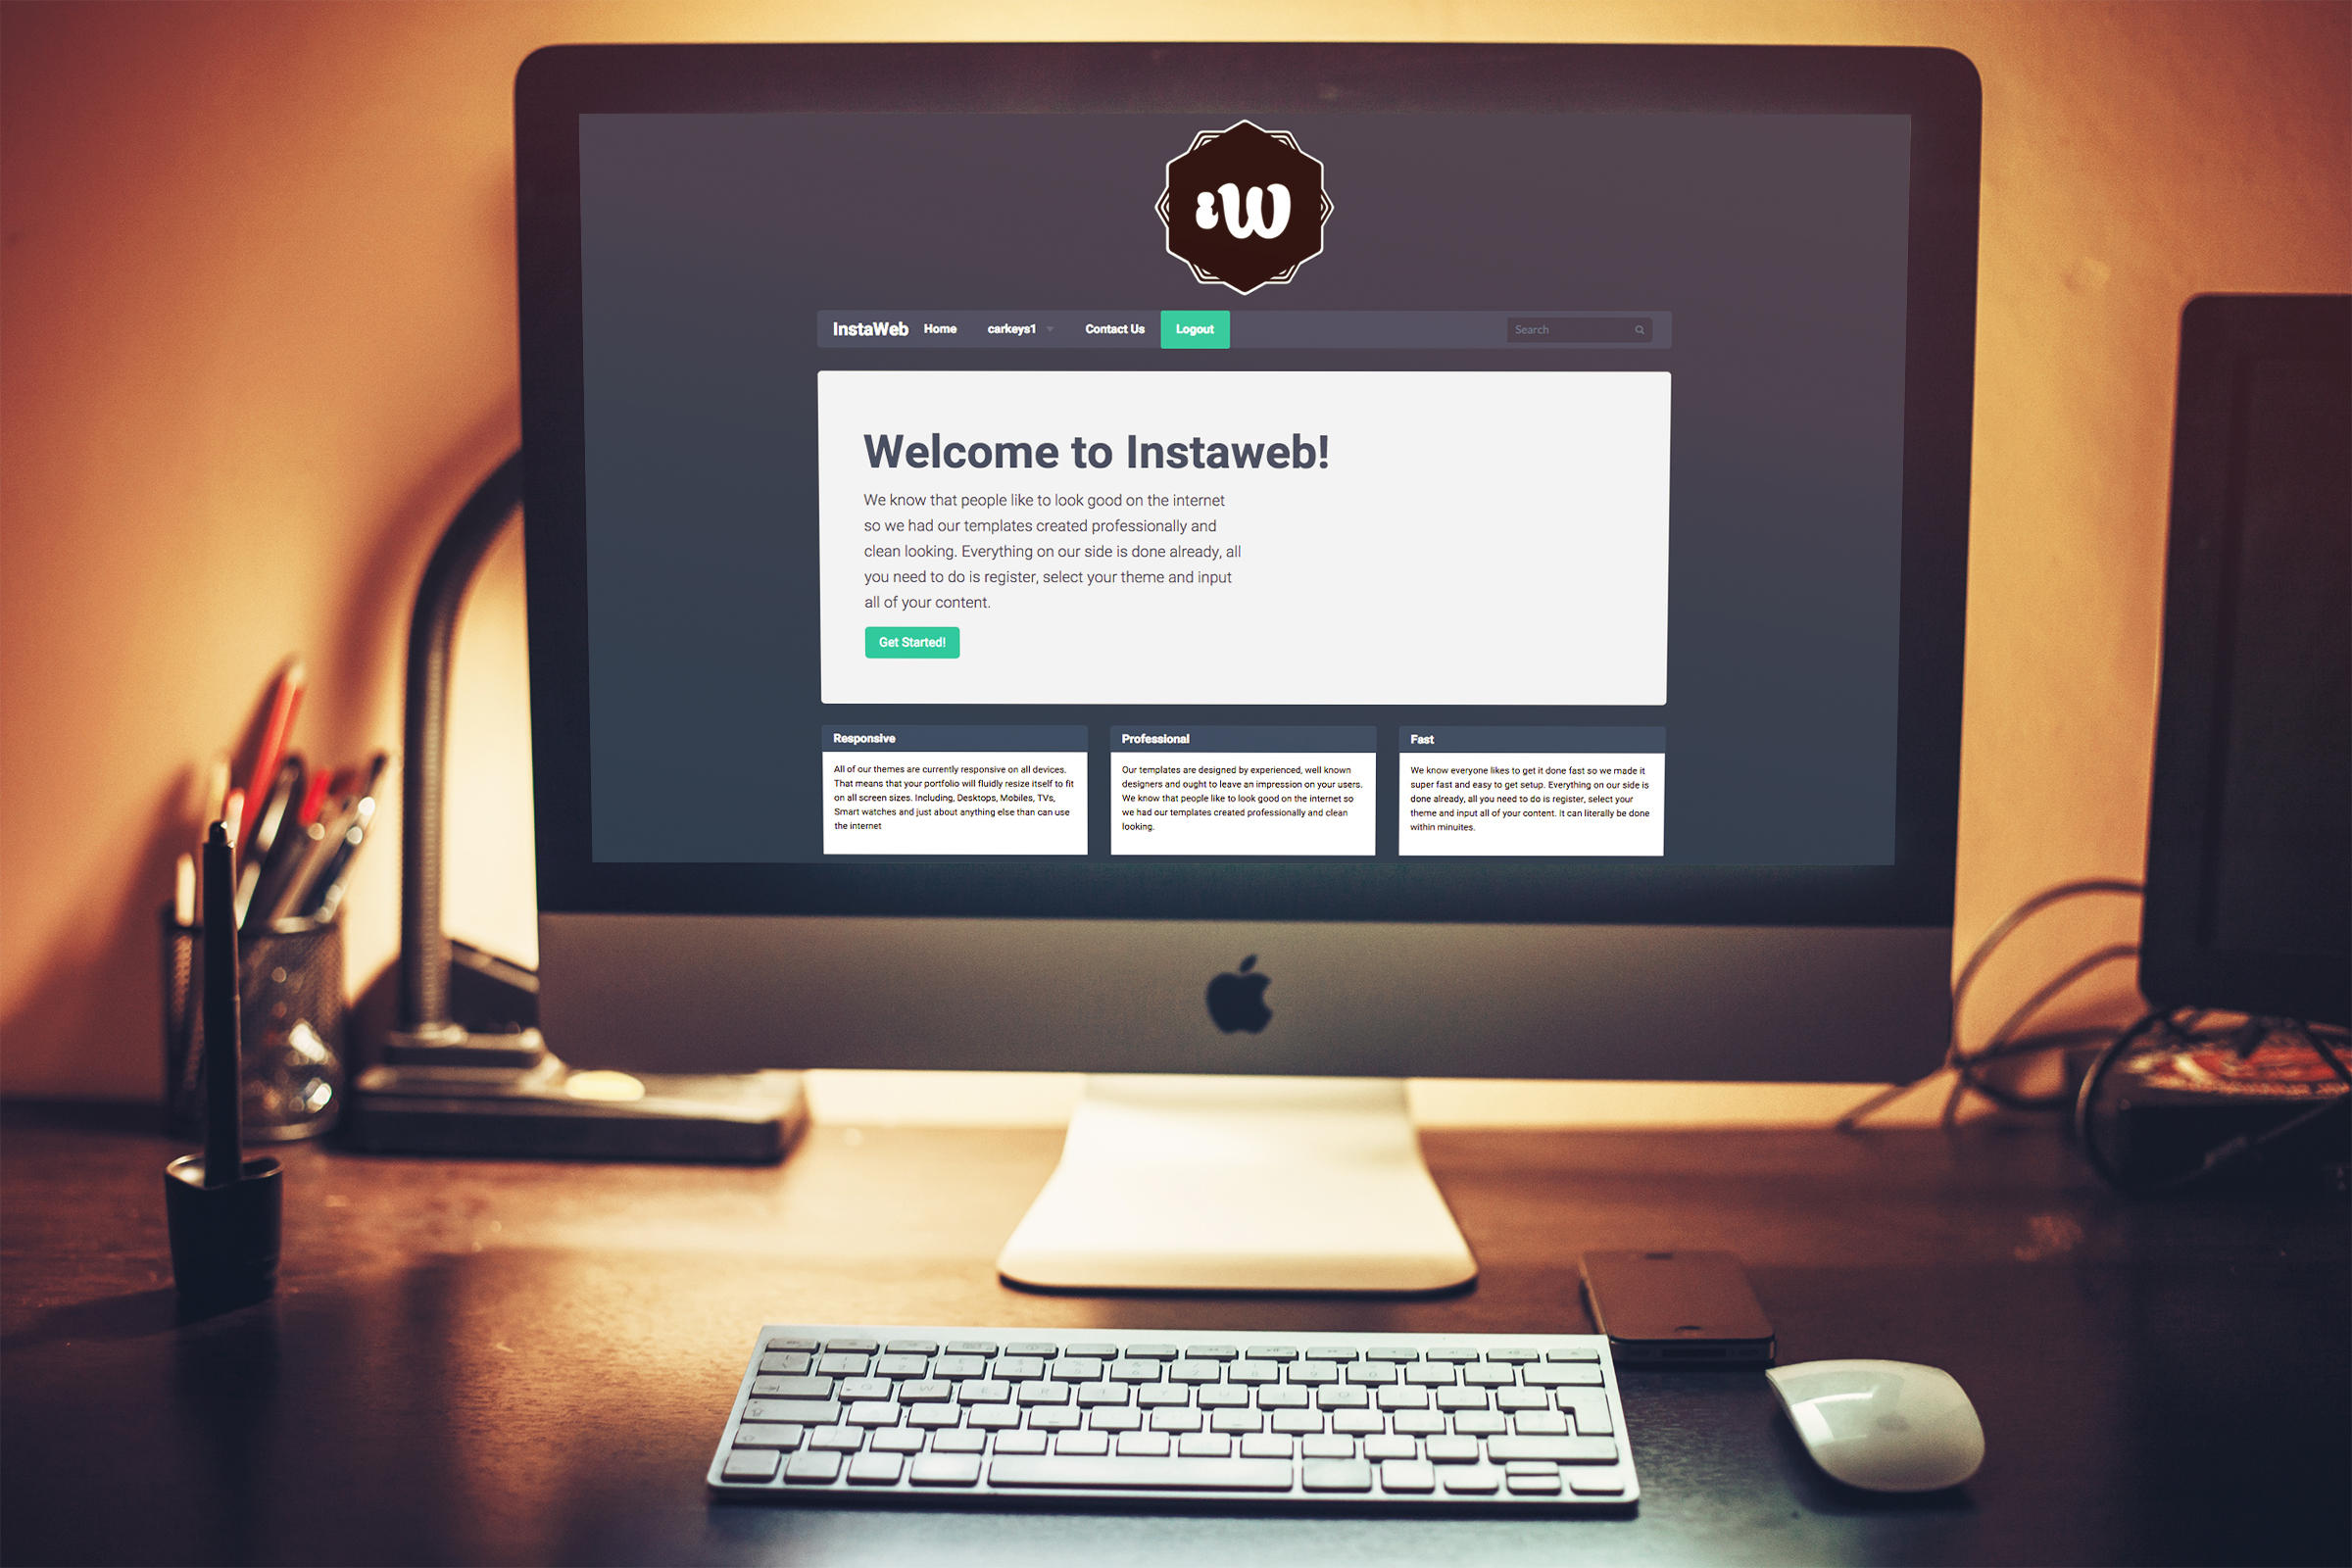 iW
InstaWeb Home carkeys1 Contact Us Logout Search
Welcome to Instaweb!
We know that people like to look good on the internet
so we had our templates created professionally and
clean looking. Everything on our side is done already, all
you need to do is register, select your theme and input
all of your content.
Get Started!
Responsive
All of our themes are currently responsive on all devices.
That means that your portfolio will fluidly resize itself to fit
on all screen sizes. Including, Desktops, Mobiles, TVs,
Smart watches and just about anything else than can use
the internet
Professional
Our templates are designed by experienced, well known
designers and ought to leave an impression on your users.
We know that people like to look good on the internet so
we had our templates created professionally and clean
looking.
Fast
We know everyone likes to get it done fast so we made it
super fast and easy to get setup. Everything on our side is
done already, all you need to do is register, select your
theme and input all of your content. It can literally be done
within minuites.